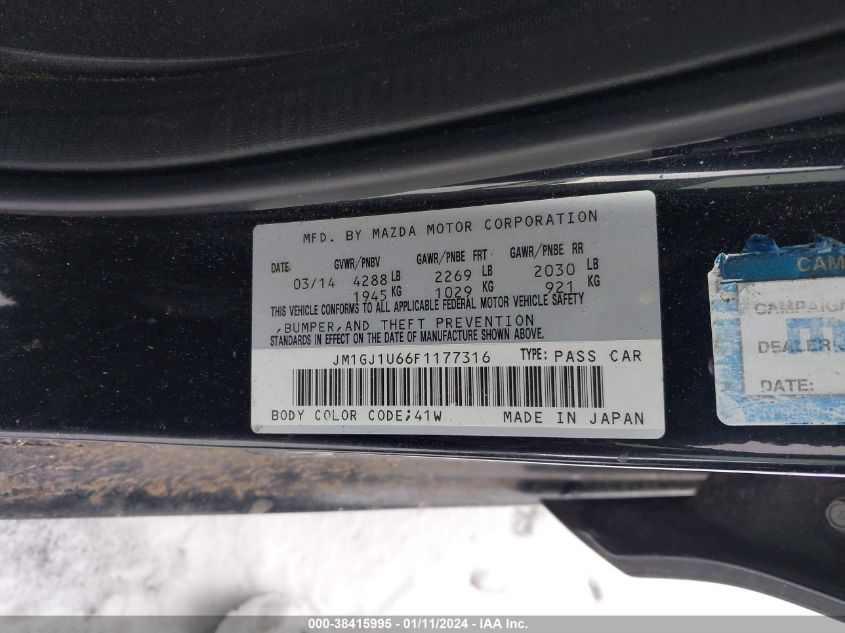 MFD. BY MAZDA MOTOR CORPORATION
DATE GVWR/PNBV GAWR/PNBE FRT GAWR/PNBE RR
03/14 4288 LB 2269 LB 2030 LB
1945 KG 1029 KG 921 KG
THIS VEHICLE CONFORMS TO ALL APPLICABLE FEDERAL MOTOR VEHICLE SAFETY
,BUMPER,AND THEFT PREVENTION
STANDARDS IN EFFECT ON THE DATE OF MANUFACTURE SHOWN ABOVE.
JM1GJ1U66F1177316 TYPE: PASS CAR
BODY COLOR CODE;41W MADE IN JAPAN
CAM
CAMPAIGN
DEALER
DATE:
000-38415995 - 01/11/2024 - IAA Inc.